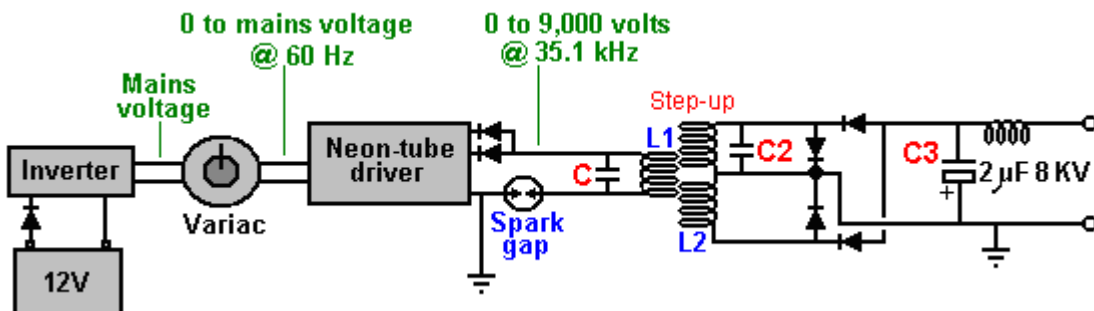 0 to mains voltage
@ 60 Hz
0 to 9,000 volts
@ 35.1 kHz
Mains
voltage
Step-up
Inverter
Variac
Neon-tube
driver
C
Spark
gap
L1
L2
C2
C3
+
2 µF 8 KV
12V